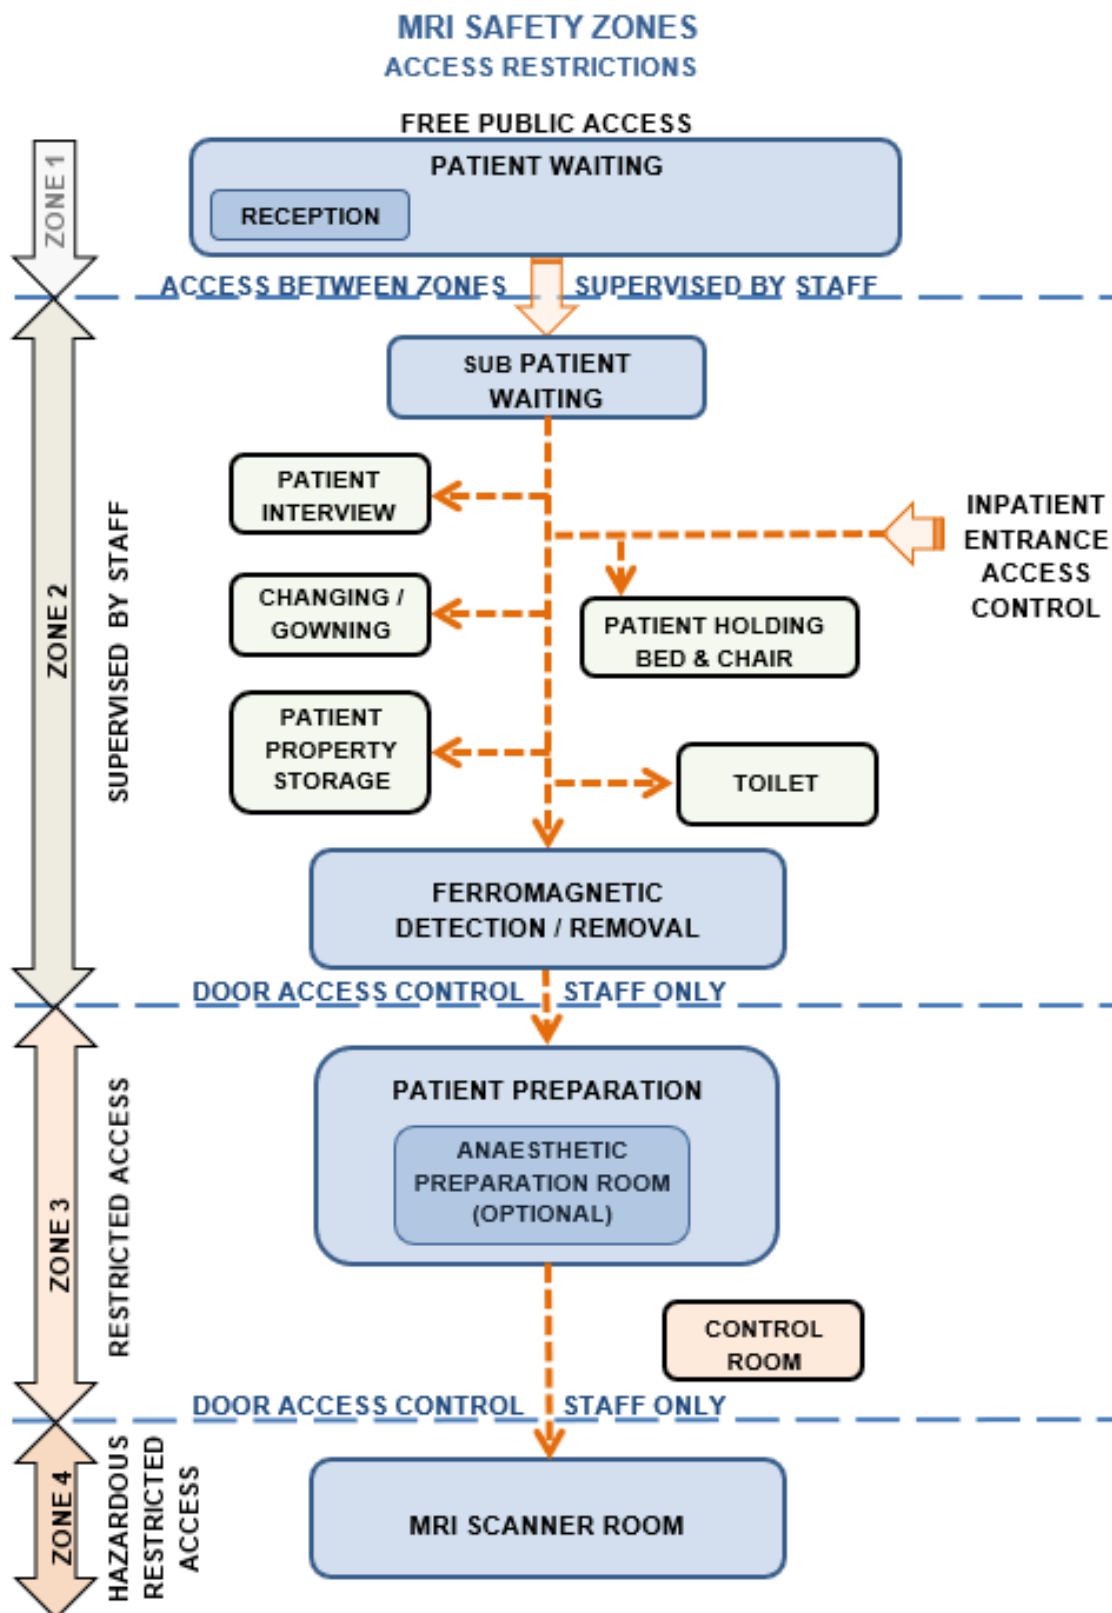 MRI SAFETY ZONES
ACCESS RESTRICTIONS
FREE PUBLIC ACCESS
ZONE 1
PATIENT WAITING
RECEPTION
ACCESS BETWEEN ZONES SUPERVISED BY STAFF
ZONE 2
SUPERVISED BY STAFF
SUB PATIENT
WAITING
PATIENT
INTERVIEW
INPATIENT
ENTRANCE
ACCESS
CONTROL
CHANGING /
GOWNING
PATIENT HOLDING
BED & CHAIR
PATIENT
PROPERTY
STORAGE
TOILET
FERROMAGNETIC
DETECTION / REMOVAL
DOOR ACCESS CONTROL STAFF ONLY
ZONE 3
RESTRICTED ACCESS
PATIENT PREPARATION
ANAESTHETIC
PREPARATION ROOM
(OPTIONAL)
CONTROL
ROOM
DOOR ACCESS CONTROL STAFF ONLY
ZONE 4
HAZARDOUS
RESTRICTED
ACCESS
MRI SCANNER ROOM